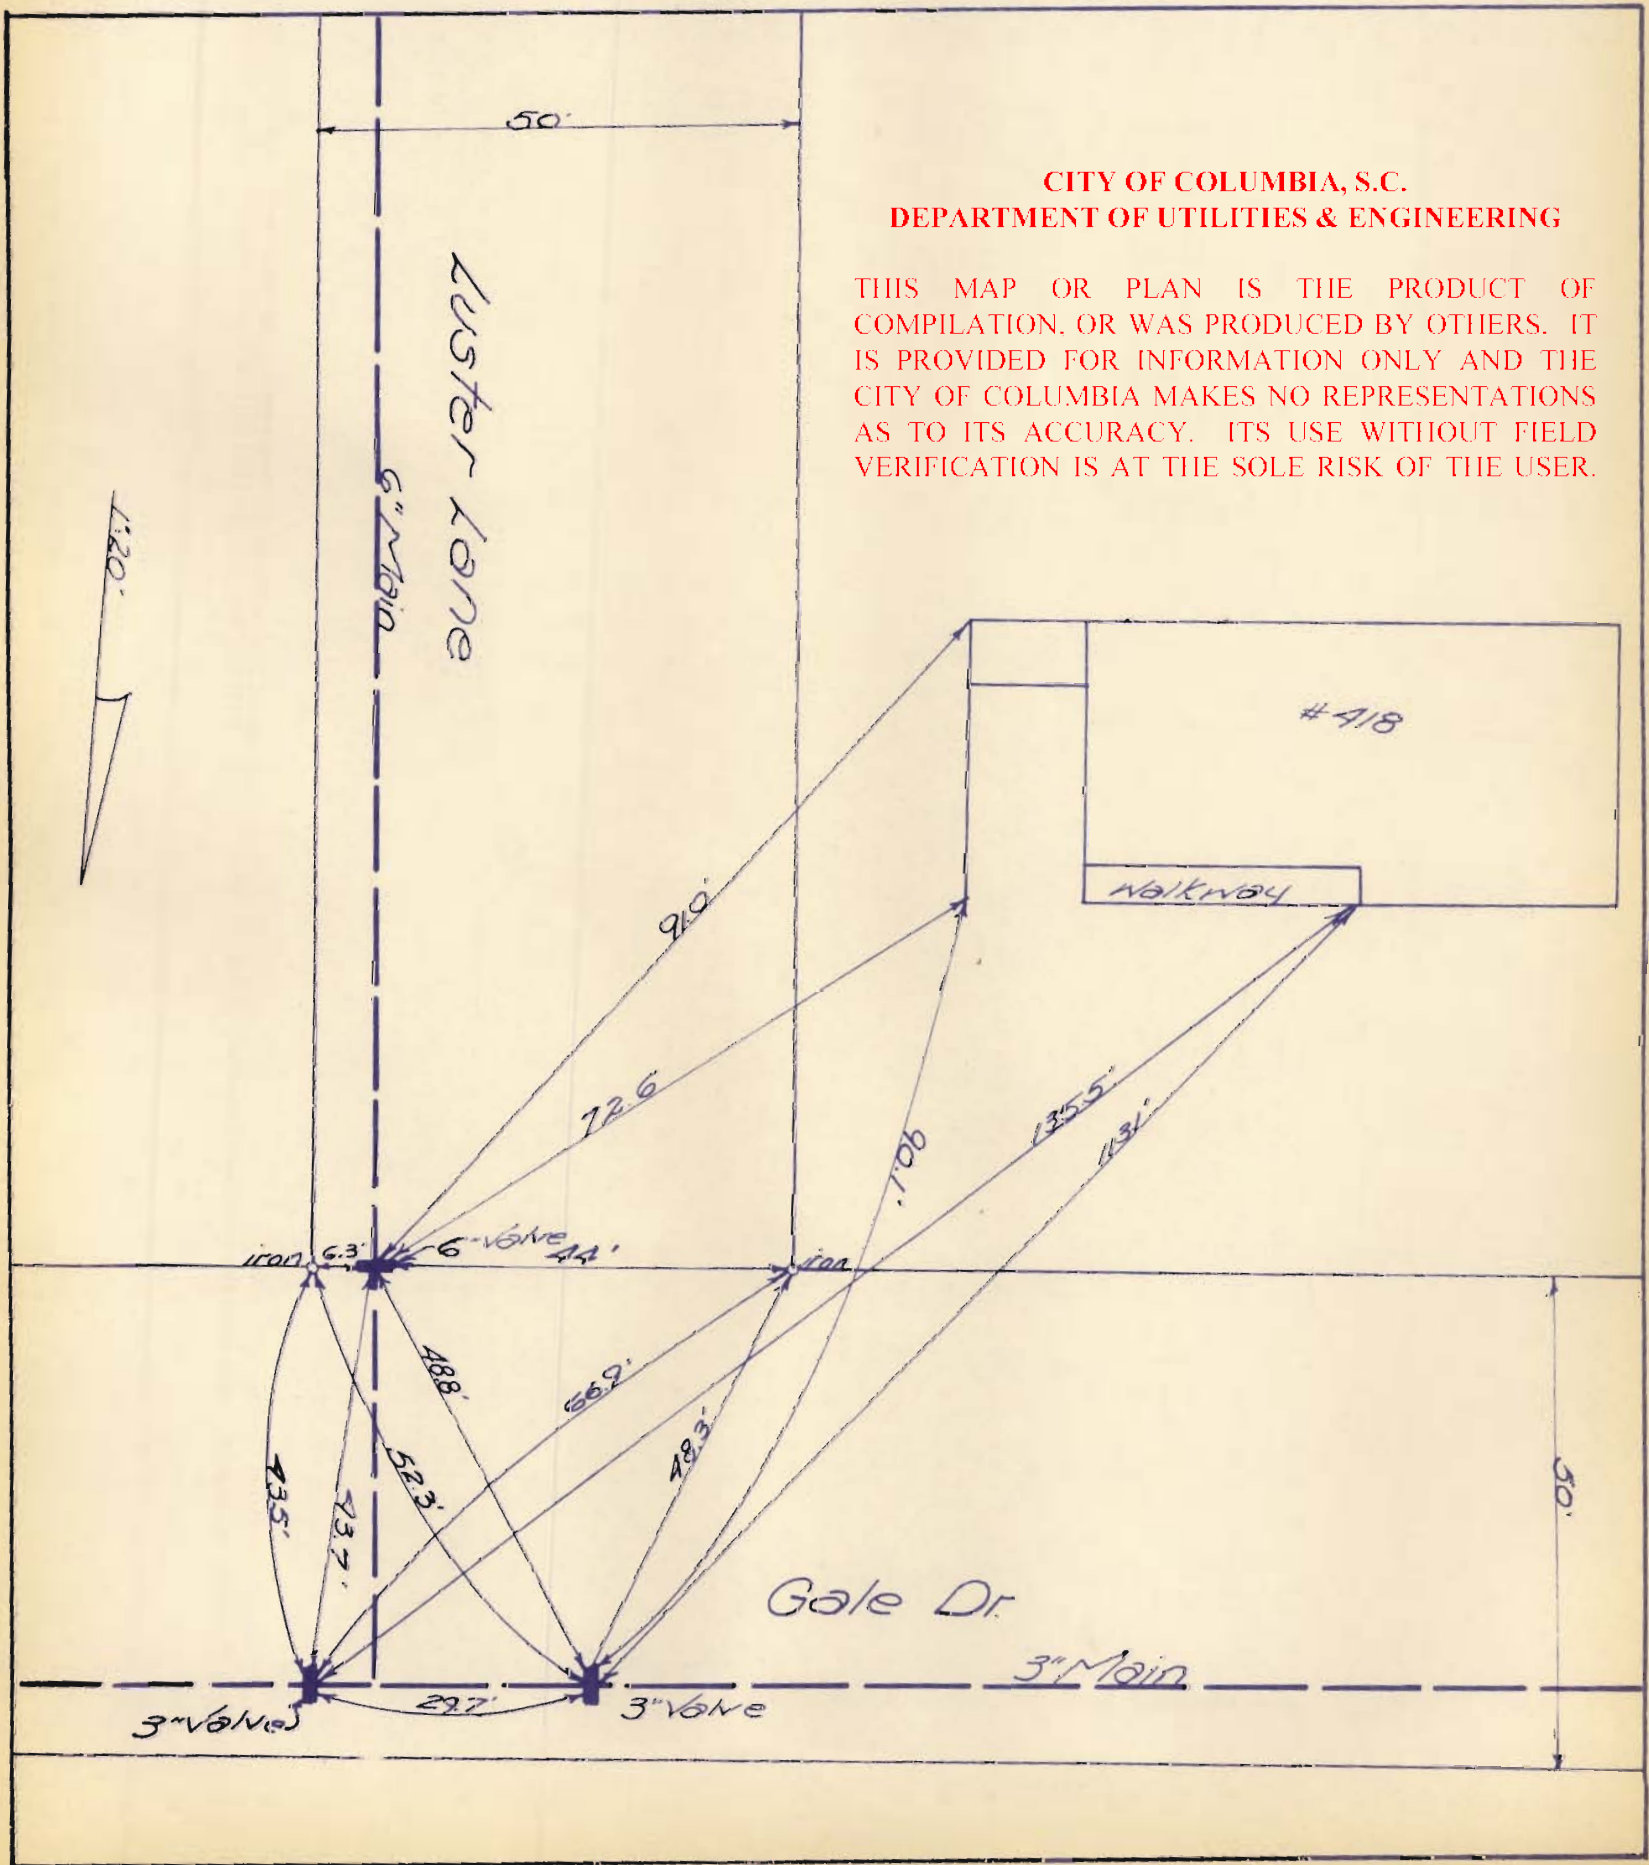 50'
CITY OF COLUMBIA, S.C.
DEPARTMENT OF UTILITIES & ENGINEERING
THIS MAP OR PLAN IS THE PRODUCT OF
COMPILATION, OR WAS PRODUCED BY OTHERS. IT
IS PROVIDED FOR INFORMATION ONLY AND THE
CITY OF COLUMBIA MAKES NO REPRESENTATIONS
AS TO ITS ACCURACY. ITS USE WITHOUT FIELD
VERIFICATION IS AT THE SOLE RISK OF THE USER.
Luster Lane
6" Main
1":20'
#418
walkway
91.0'
72.6'
135.5'
113.1'
90.1'
iron
6.3'
6" Valve
44'
iron
48.8'
66.9'
48.3'
52.3'
43.5'
43.7'
50'
Gale Dr.
3" Main
29.7'
3" Valve
3" Valve